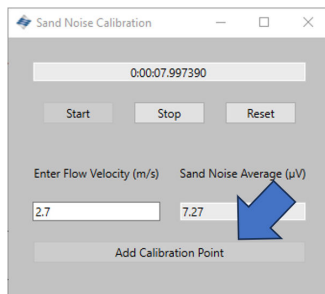 Sand Noise Calibration
0:00:07.997390
Start Stop Reset
Enter Flow Velocity (m/s) Sand Noise Average (µV)
2.7 7.27
Add Calibration Point